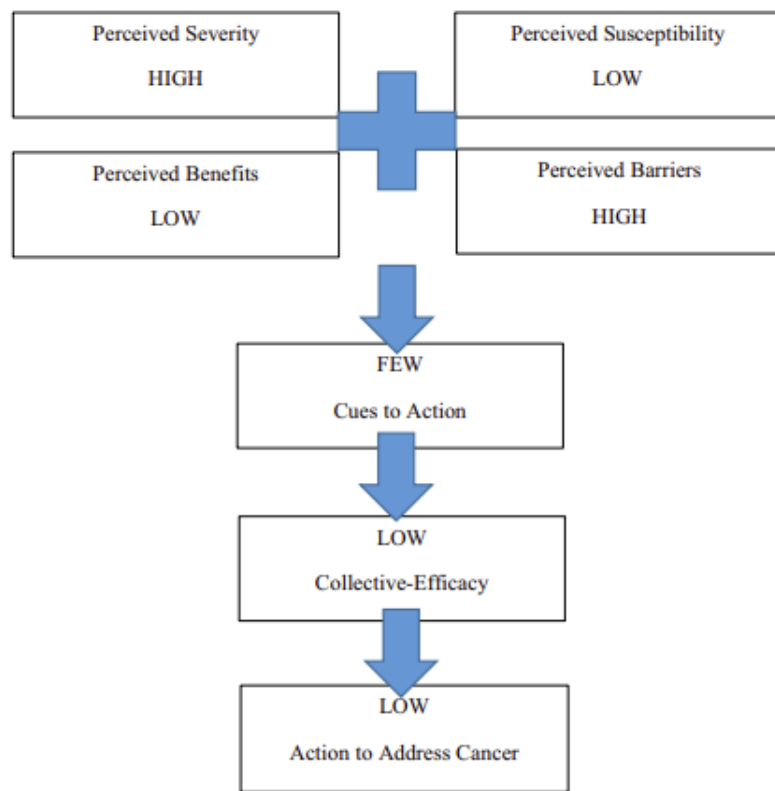 Perceived Severity
HIGH
Perceived Susceptibility
LOW
Perceived Benefits
LOW
Perceived Barriers
HIGH
FEW
Cues to Action
LOW
Collective-Efficacy
LOW
Action to Address Cancer